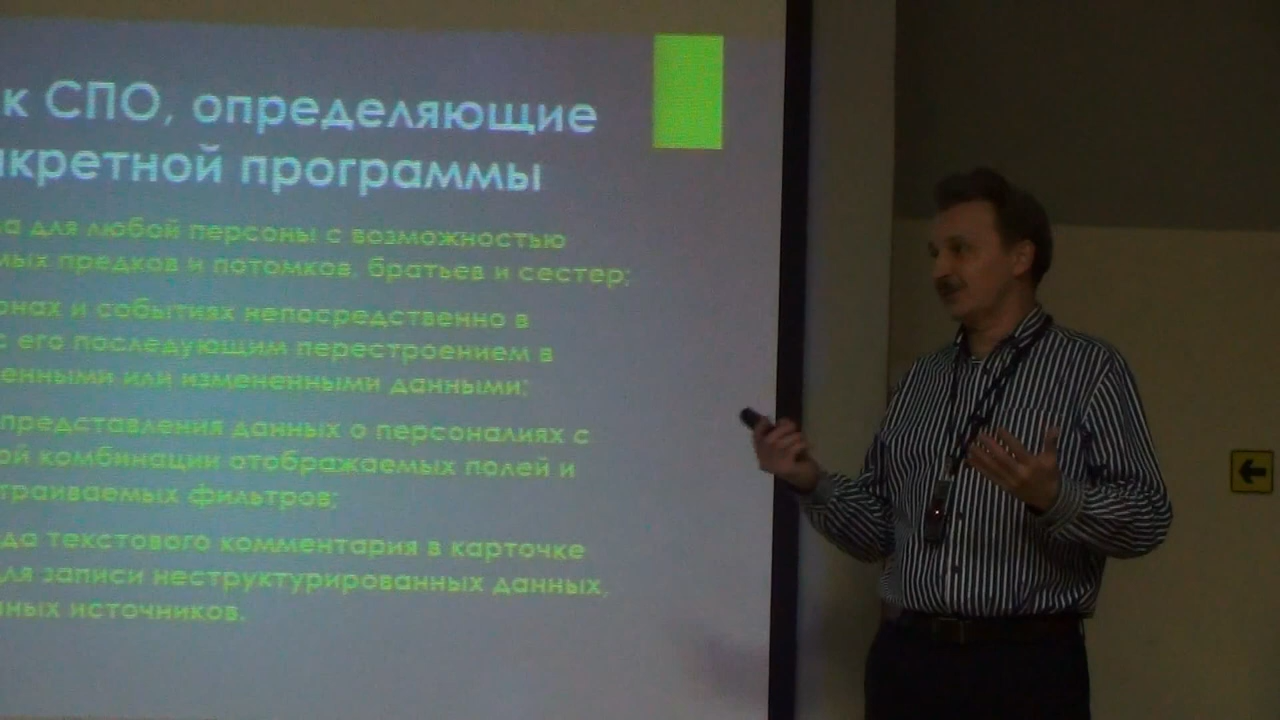 к СПО, определяющие
нкретной программы
а для любой персоны с возможностью
мых предков и потомков, братьев и сестер;
онах и событиях непосредственно в
с его последующим перестроением в
енными или измененными данными;
представления данных о персоналиях с
ой комбинации отображаемых полей и
траиваемых фильтров;
да текстового комментария в карточке
для записи неструктурированных данных,
нных источников.